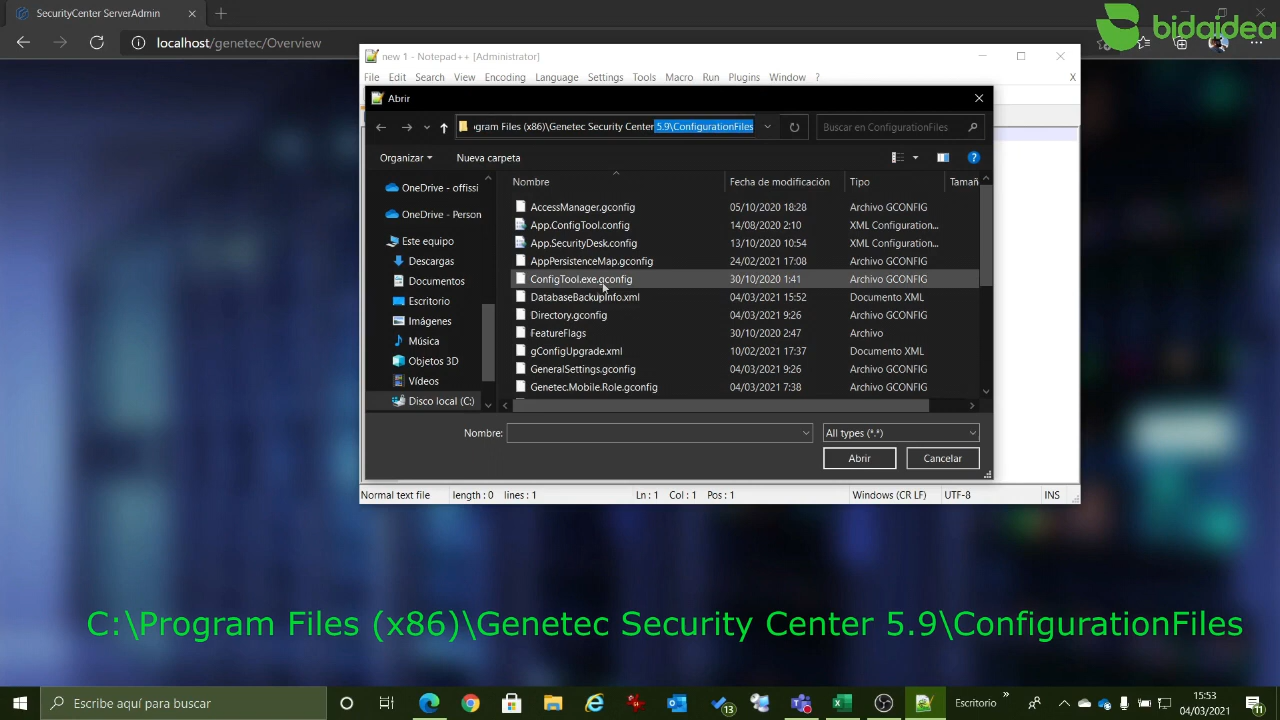 SecurityCenter ServerAdmin
localhost/genetec/Overview
bidaidea
new 1 - Notepad++ [Administrator]
File Edit Search View Encoding Language Settings Tools Macro Run Plugins Window ? X
Abrir
ogram Files (x86)\Genetec Security Center 5.9\ConfigurationFiles
Buscar en ConfigurationFiles
Organizar
Nueva carpeta
Nombre Fecha de modificación Tipo Tamañ
OneDrive - offissi
OneDrive - Person
Este equipo
Descargas
Documentos
Escritorio
Imágenes
Música
Objetos 3D
Vídeos
Disco local (C:)
AccessManager.gconfig 05/10/2020 18:28 Archivo GCONFIG
App.ConfigTool.config 14/08/2020 2:10 XML Configuration...
App.SecurityDesk.config 13/10/2020 10:54 XML Configuration...
AppPersistenceMap.gconfig 24/02/2021 17:08 Archivo GCONFIG
ConfigTool.exe.gconfig 30/10/2020 1:41 Archivo GCONFIG
DatabaseBackupInfo.xml 04/03/2021 15:52 Documento XML
Directory.gconfig 04/03/2021 9:26 Archivo GCONFIG
FeatureFlags 30/10/2020 2:47 Archivo
gConfigUpgrade.xml 10/02/2021 17:37 Documento XML
GeneralSettings.gconfig 04/03/2021 9:26 Archivo GCONFIG
Genetec.Mobile.Role.gconfig 04/03/2021 7:38 Archivo GCONFIG
Nombre:
All types (*.*)
Abrir
Cancelar
Normal text file length : 0 lines : 1 Ln : 1 Col : 1 Pos : 1 Windows (CR LF) UTF-8 INS
C:\Program Files (x86)\Genetec Security Center 5.9\ConfigurationFiles
Escribe aquí para buscar
13
Escritorio
»
15:53
04/03/2021
11